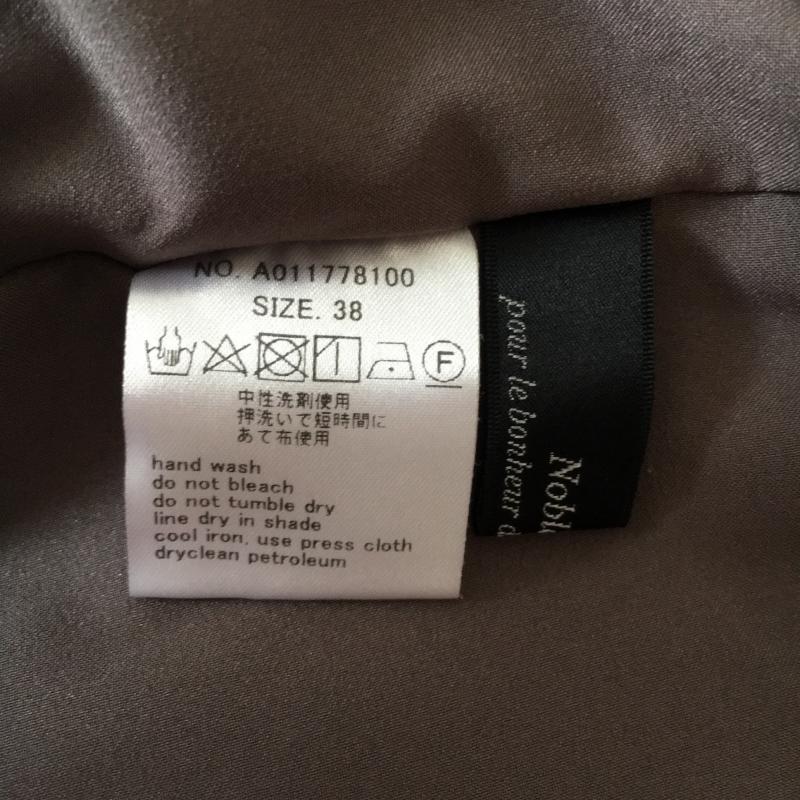 NO. A011778100
SIZE. 38
F
中性洗剤使用
押洗いで短時間に
あて布使用
hand wash
do not bleach
do not tumble dry
line dry in shade
cool iron, use press cloth
dryclean petroleum
pour le bonheur